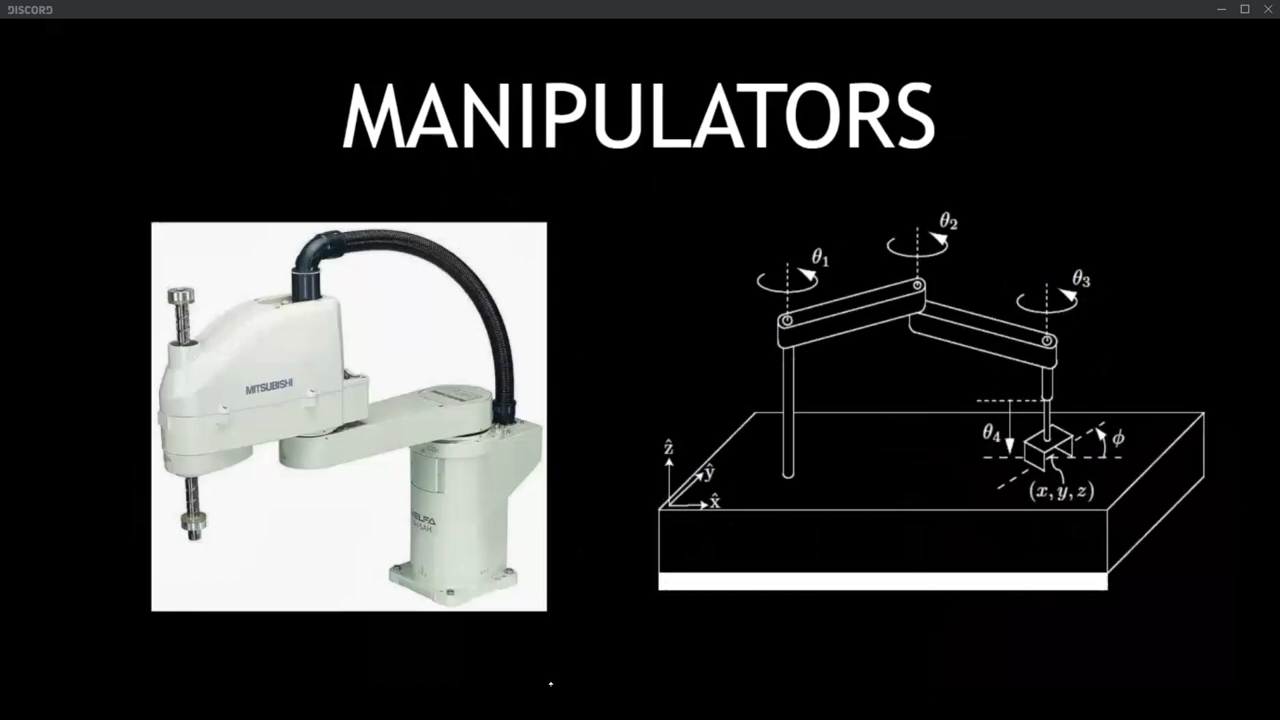 DISCORD
MANIPULATORS
MITSUBISHI
θ₂
θ₁
θ₃
θ₄
ϕ
ẑ
ŷ
x̂
(x, y, z)